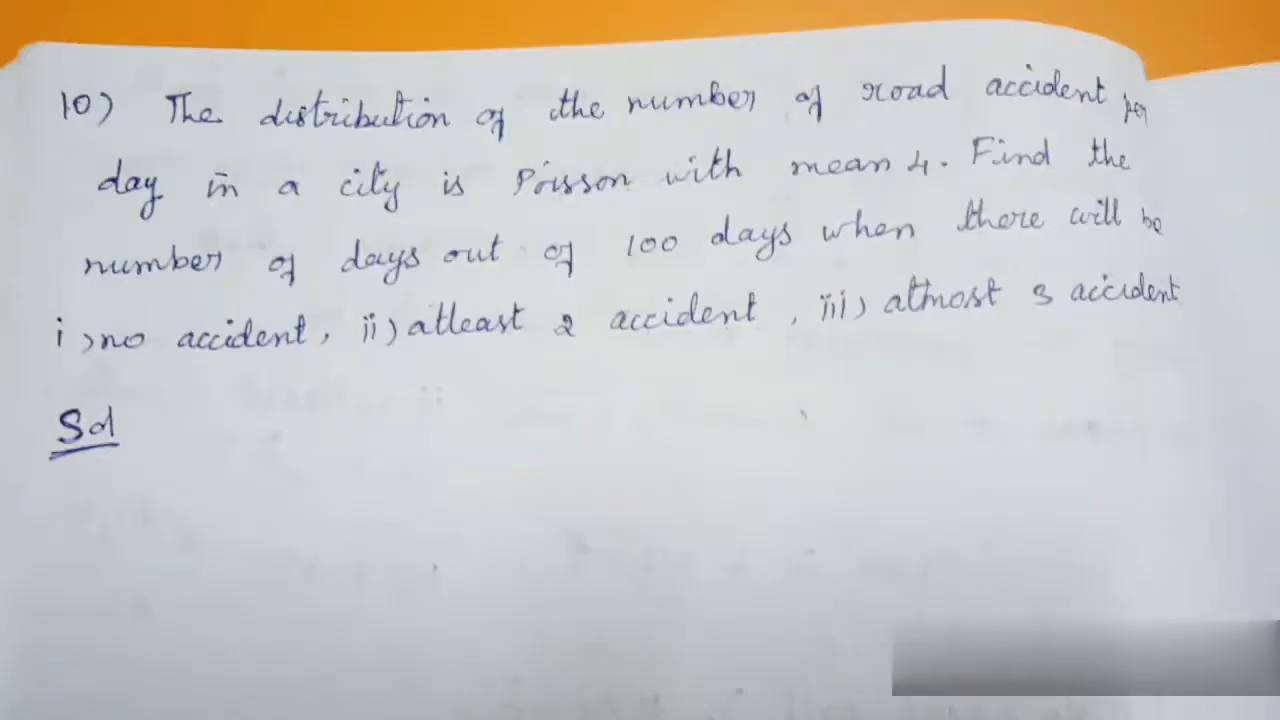 10) The distribution of the number of road accident per
day in a city is Poisson with mean 4. Find the
number of days out of 100 days when there will be
i) no accident, ii) atleast 2 accident, iii) atmost 3 accident
Sol